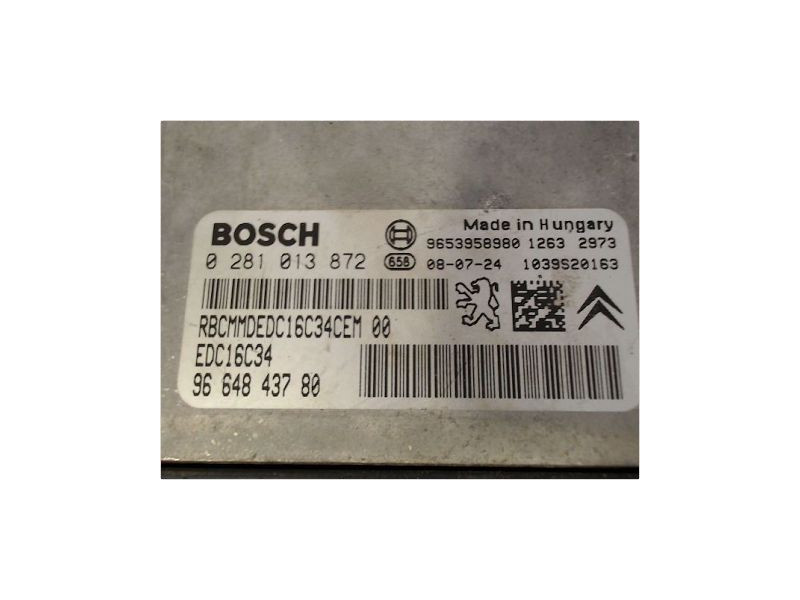 BOSCH
Made in Hungary
9653958980 1263 2973
0 281 013 872 658 08-07-24 1039S20163
RBCMMDEDC16C34CEM 00
EDC16C34
96 648 437 80